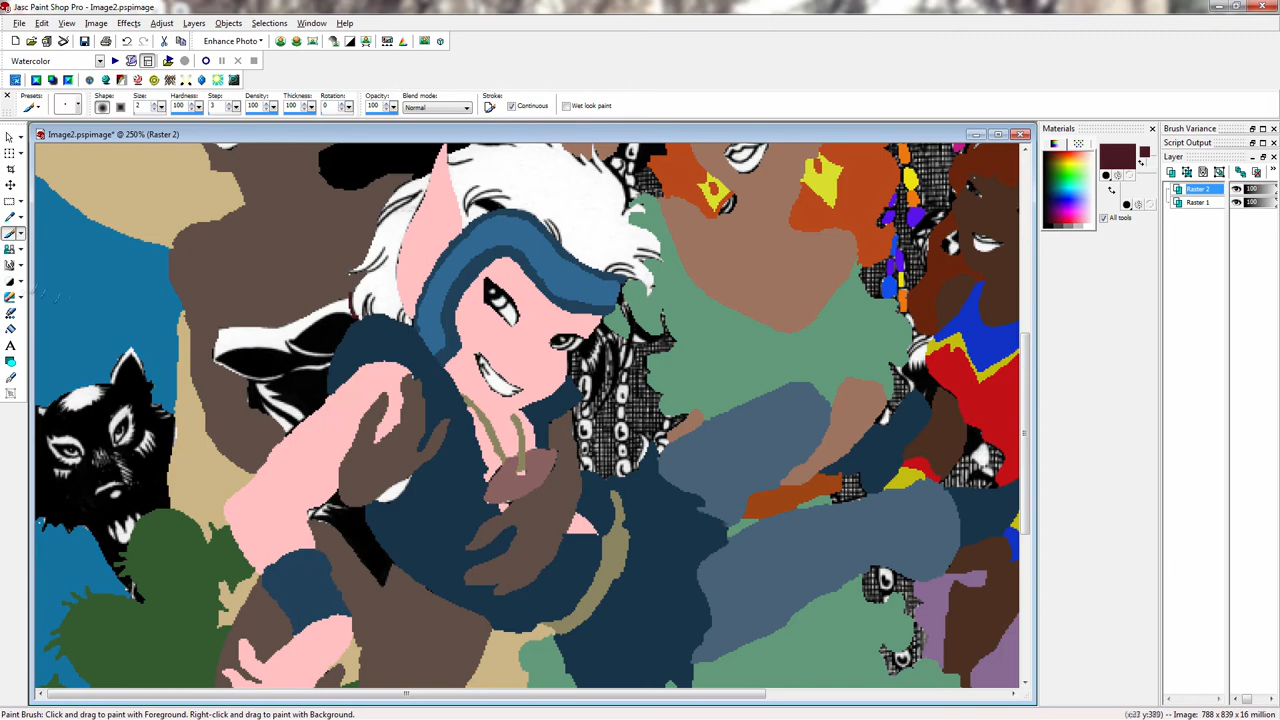 Jasc Paint Shop Pro - Image2.pspimage
File Edit View Image Effects Adjust Layers Objects Selections Window Help
Enhance Photo
Watercolor
Presets: Shape: Size: Hardness: Step: Density: Thickness: Rotation: Opacity: Blend mode: Stroke:
2 100 3 100 100 0 100 Normal Continuous Wet look paint
Image2.pspimage* @ 250% (Raster 2)
Materials
All tools
Brush Variance
Script Output
Layer
Raster 2 100
Raster 1 100
Paint Brush: Click and drag to paint with Foreground. Right-click and drag to paint with Background.
Image: 788 x 839 x 16 million